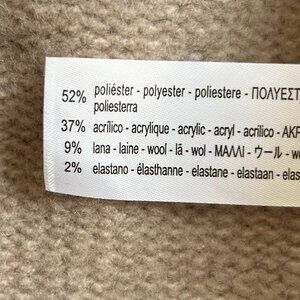 52% poliéster - polyester - poliestere - ΠΟΛΥΕΣΤ
poliesterra
37% acrílico - acrylique - acrylic - acryl - acrilico - ΑΚΡ
9% lana - laine - wool - lã - wol - ΜΑΛΛΙ - ウール - w
2% elastano - élasthanne - elastane - elastaan - elas